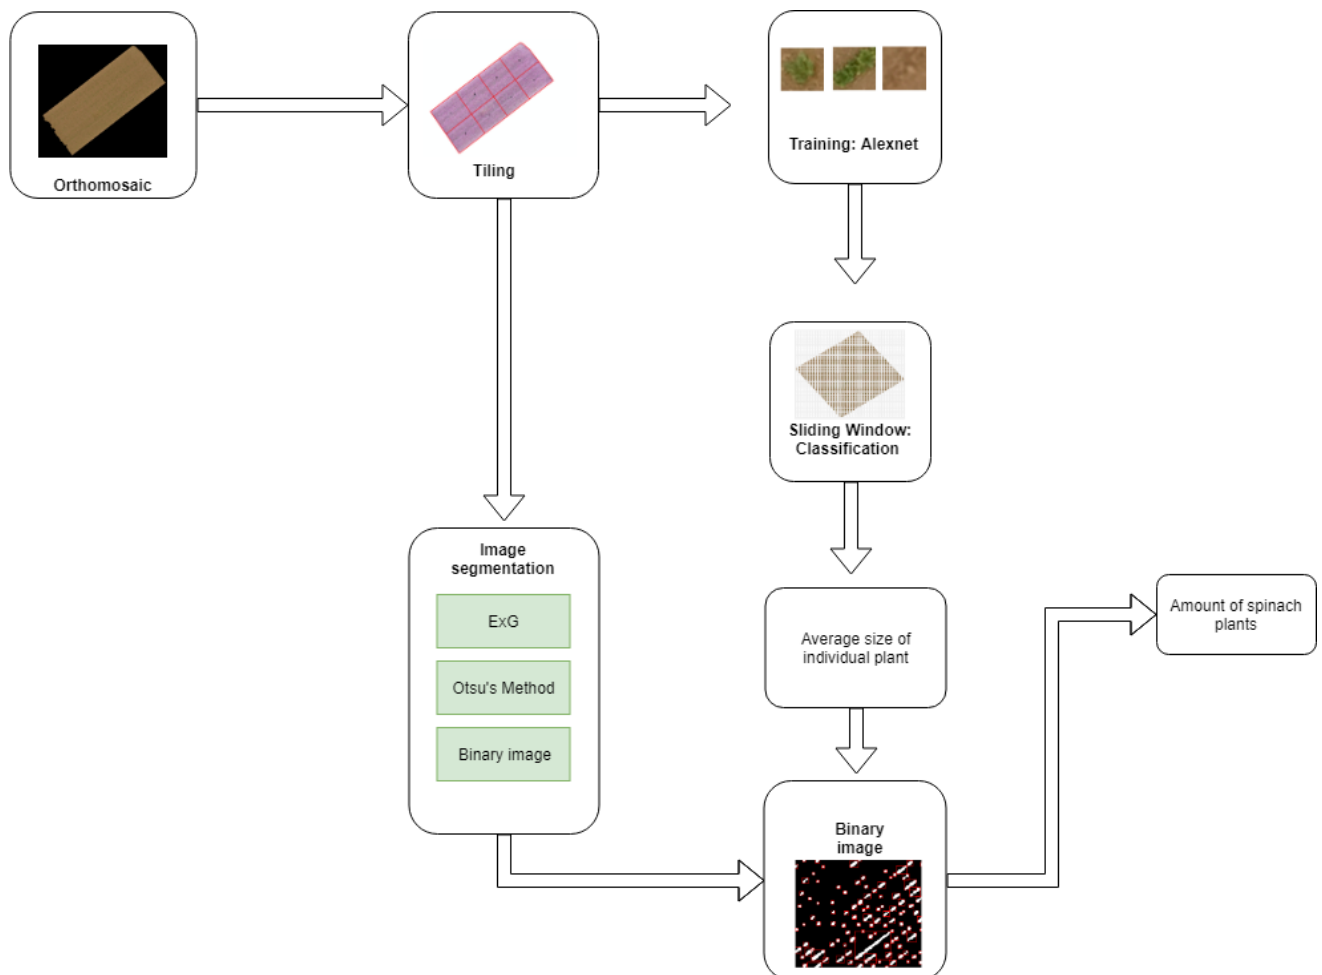 Orthomosaic
Tiling
Training: Alexnet
Sliding Window:
Classification
Image
segmentation
ExG
Otsu's Method
Binary image
Average size of
individual plant
Amount of spinach
plants
Binary
image